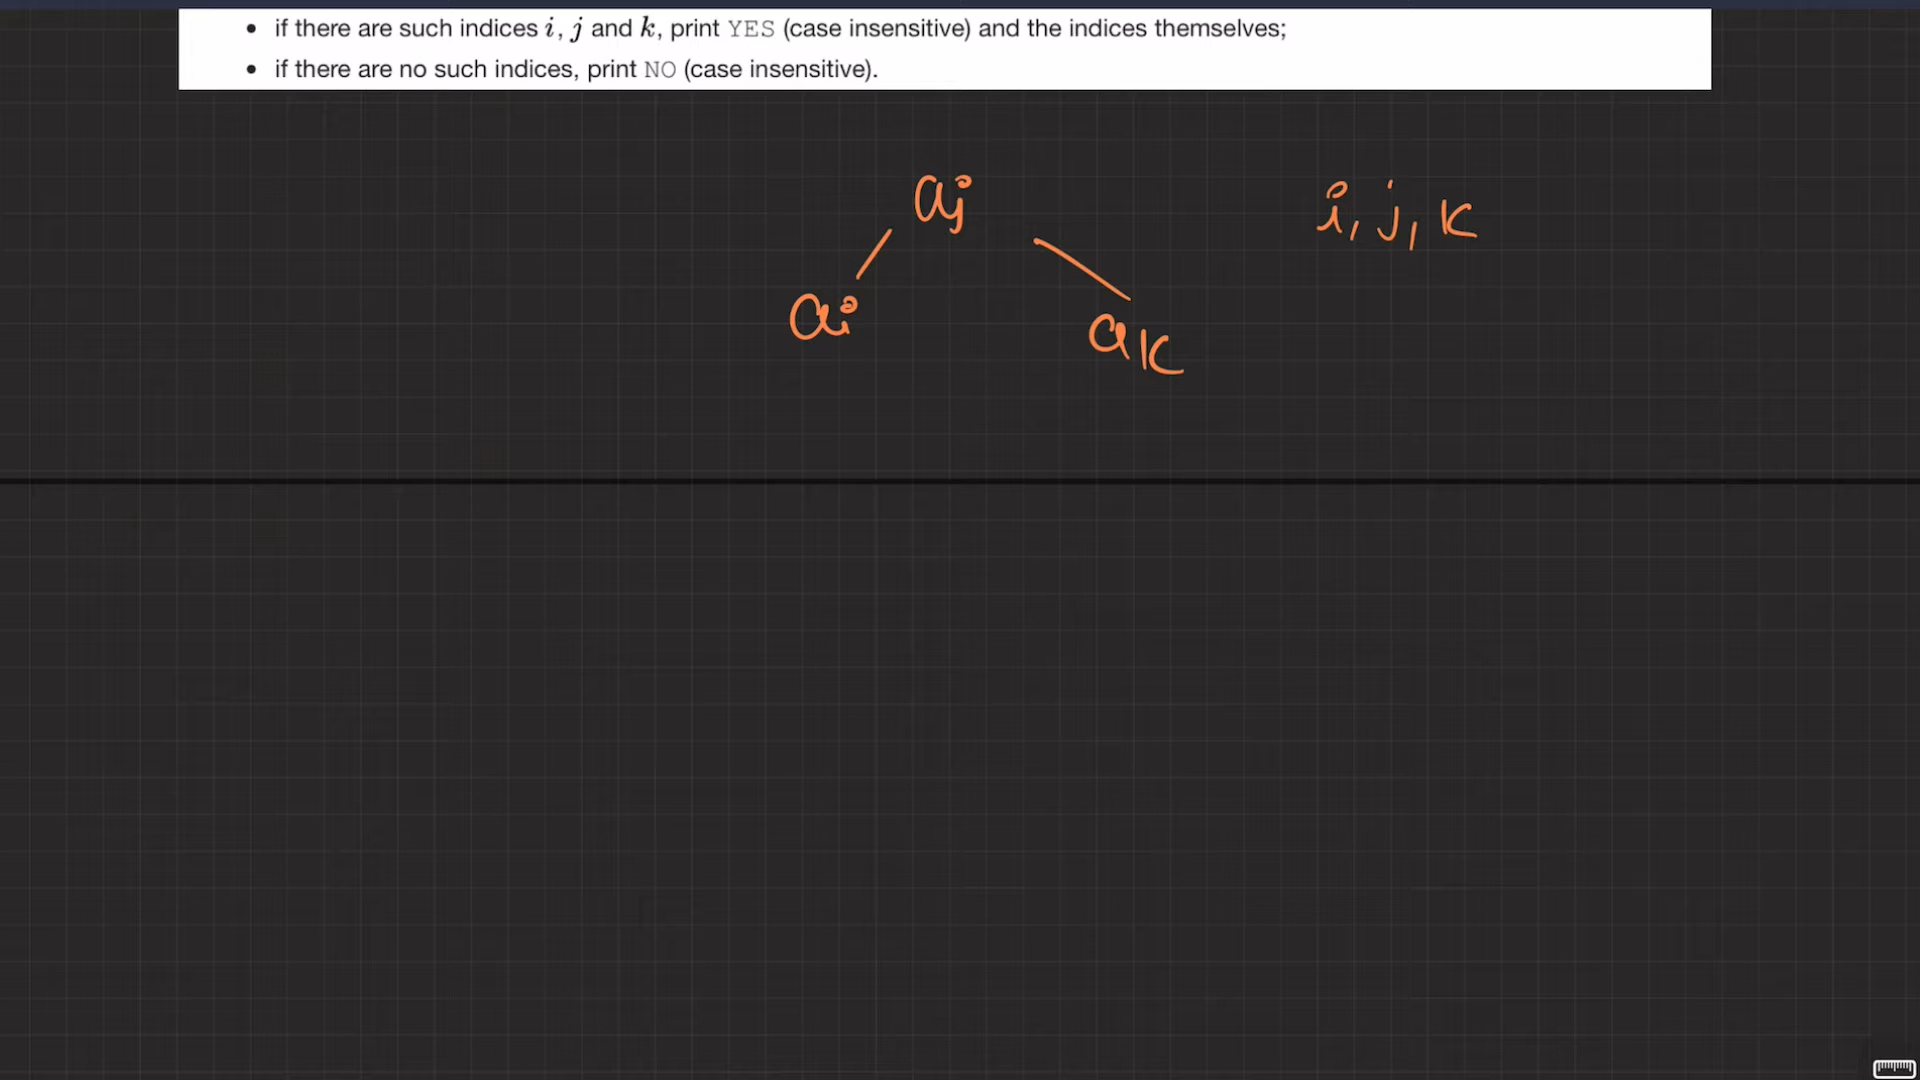 • if there are such indices i, j and k, print YES (case insensitive) and the indices themselves;
• if there are no such indices, print NO (case insensitive).
aj
i, j, k
ai
ak